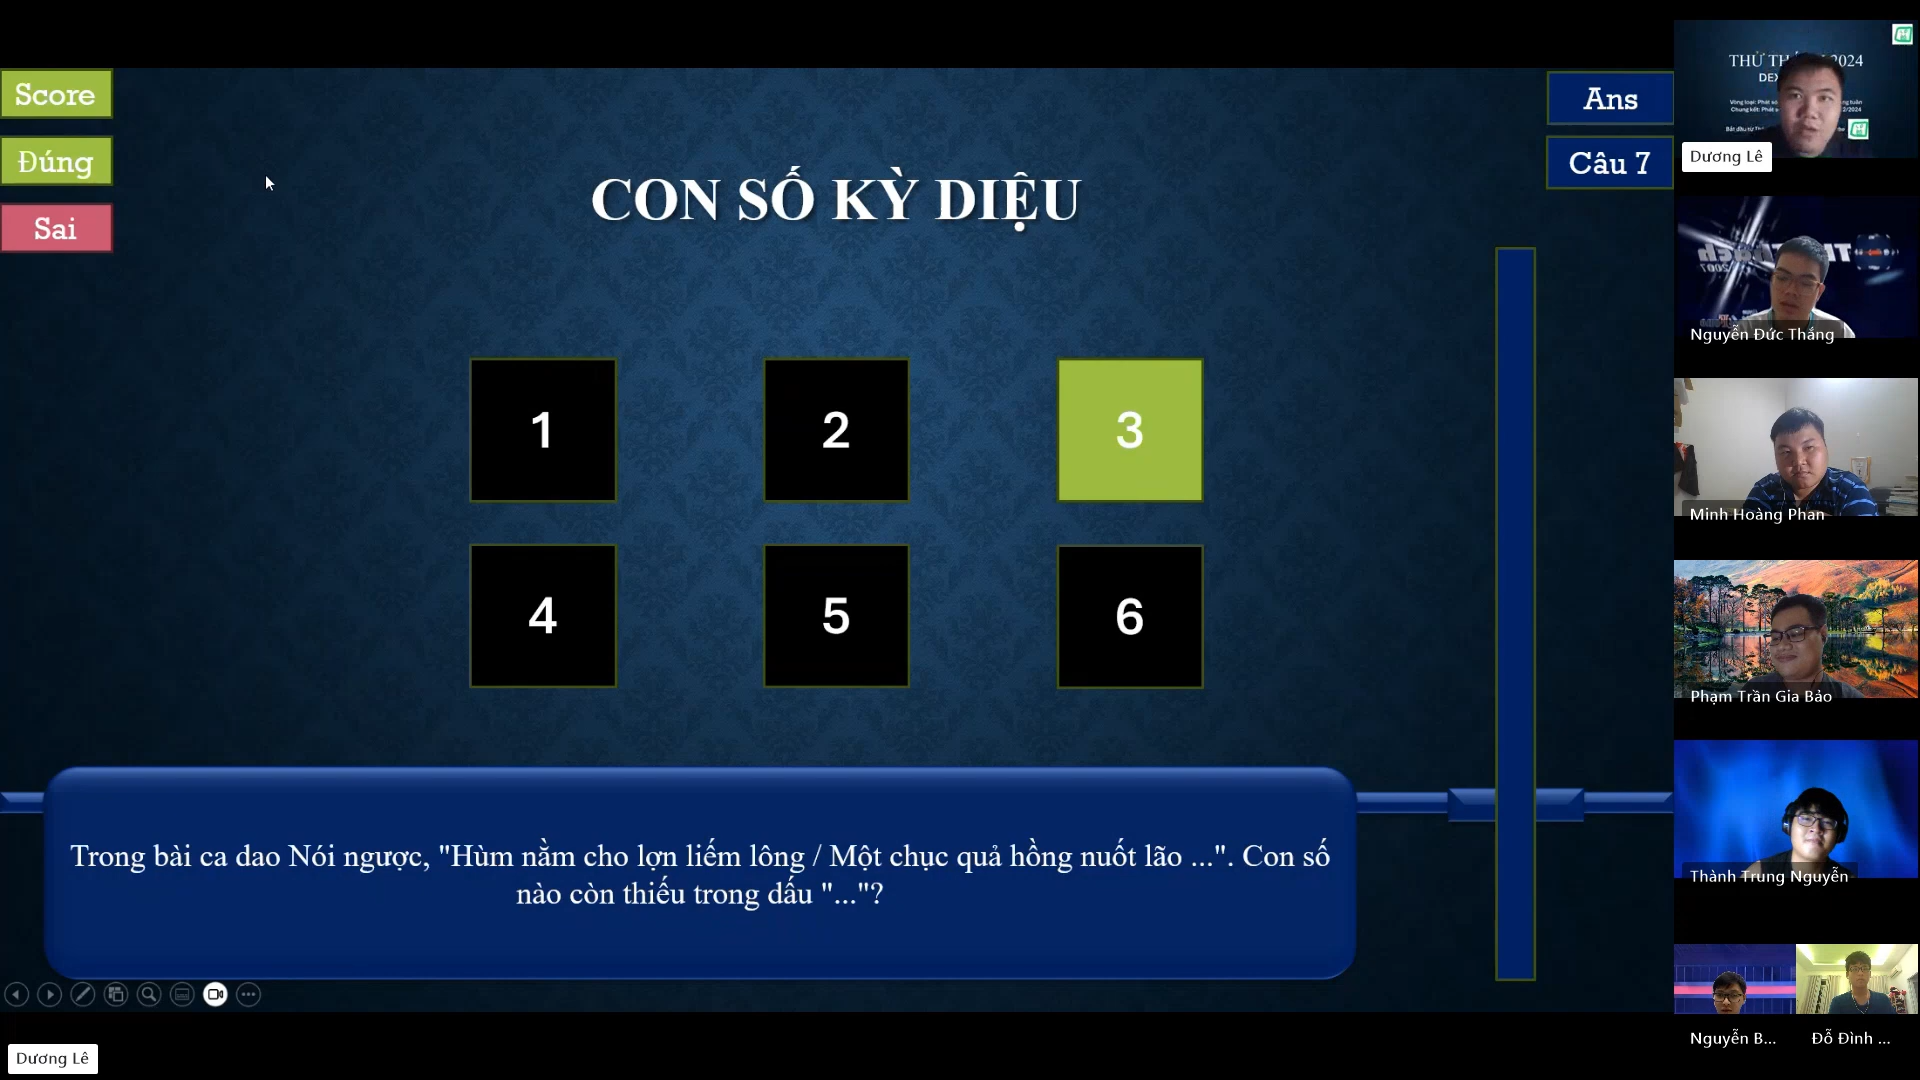 Score
Đúng
Sai
Ans
Câu 7
CON SỐ KỲ DIỆU
1
2
3
4
5
6
Trong bài ca dao Nói ngược, "Hùm nằm cho lợn liếm lông / Một chục quả hồng nuốt lão ...". Con số
nào còn thiếu trong dấu "..."?
Dương Lê
Dương Lê
Nguyễn Đức Thắng
Minh Hoàng Phan
Phạm Trần Gia Bảo
Thành Trung Nguyễn
Nguyễn B...
Đỗ Đình ...